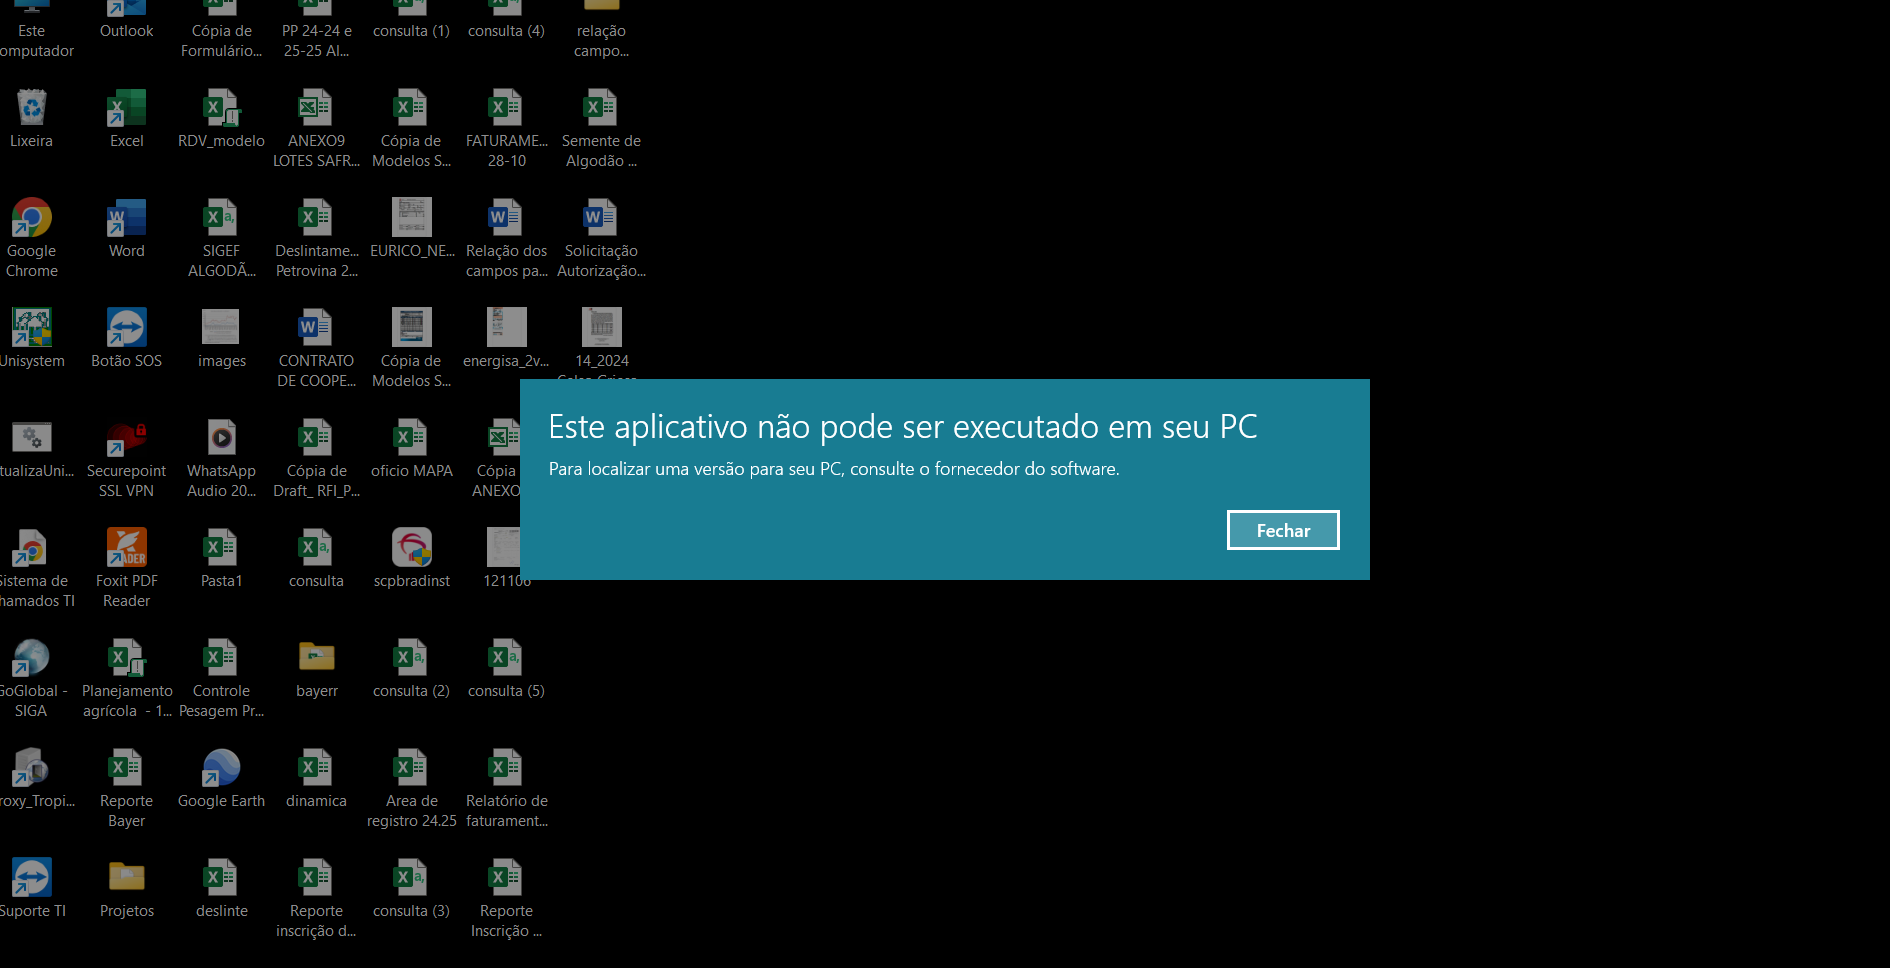 Este
omputador
Outlook
Cópia de
Formulário...
PP 24-24 e
25-25 Al...
consulta (1)
consulta (4)
relação
campo...
Lixeira
Excel
RDV_modelo
ANEXO9
LOTES SAFR...
Cópia de
Modelos S...
FATURAME...
28-10
Semente de
Algodão ...
Google
Chrome
Word
SIGEF
ALGODÃ...
Deslintame...
Petrovina 2...
EURICO_NE...
Relação dos
campos pa...
Solicitação
Autorização...
Unisystem
Botão SOS
images
CONTRATO
DE COOPE...
Cópia de
Modelos S...
energisa_2v...
14_2024
Este aplicativo não pode ser executado em seu PC
Para localizar uma versão para seu PC, consulte o fornecedor do software.
Fechar
tualizaUni...
Securepoint
SSL VPN
WhatsApp
Audio 20...
Cópia de
Draft_ RFI_P...
oficio MAPA
Cópia
ANEXO
Sistema de
hamados TI
Foxit PDF
Reader
Pasta1
consulta
scpbradinst
121106
GoGlobal -
SIGA
Planejamento
agrícola - 1...
Controle
Pesagem Pr...
bayerr
consulta (2)
consulta (5)
roxy_Tropi...
Reporte
Bayer
Google Earth
dinamica
Area de
registro 24.25
Relatório de
faturament...
Suporte TI
Projetos
deslinte
Reporte
inscrição d...
consulta (3)
Reporte
Inscrição ...